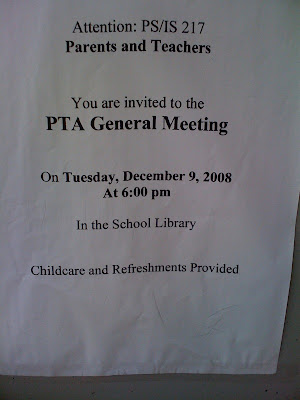 Attention: PS/IS 217
Parents and Teachers
You are invited to the
PTA General Meeting
On Tuesday, December 9, 2008
At 6:00 pm
In the School Library
Childcare and Refreshments Provided